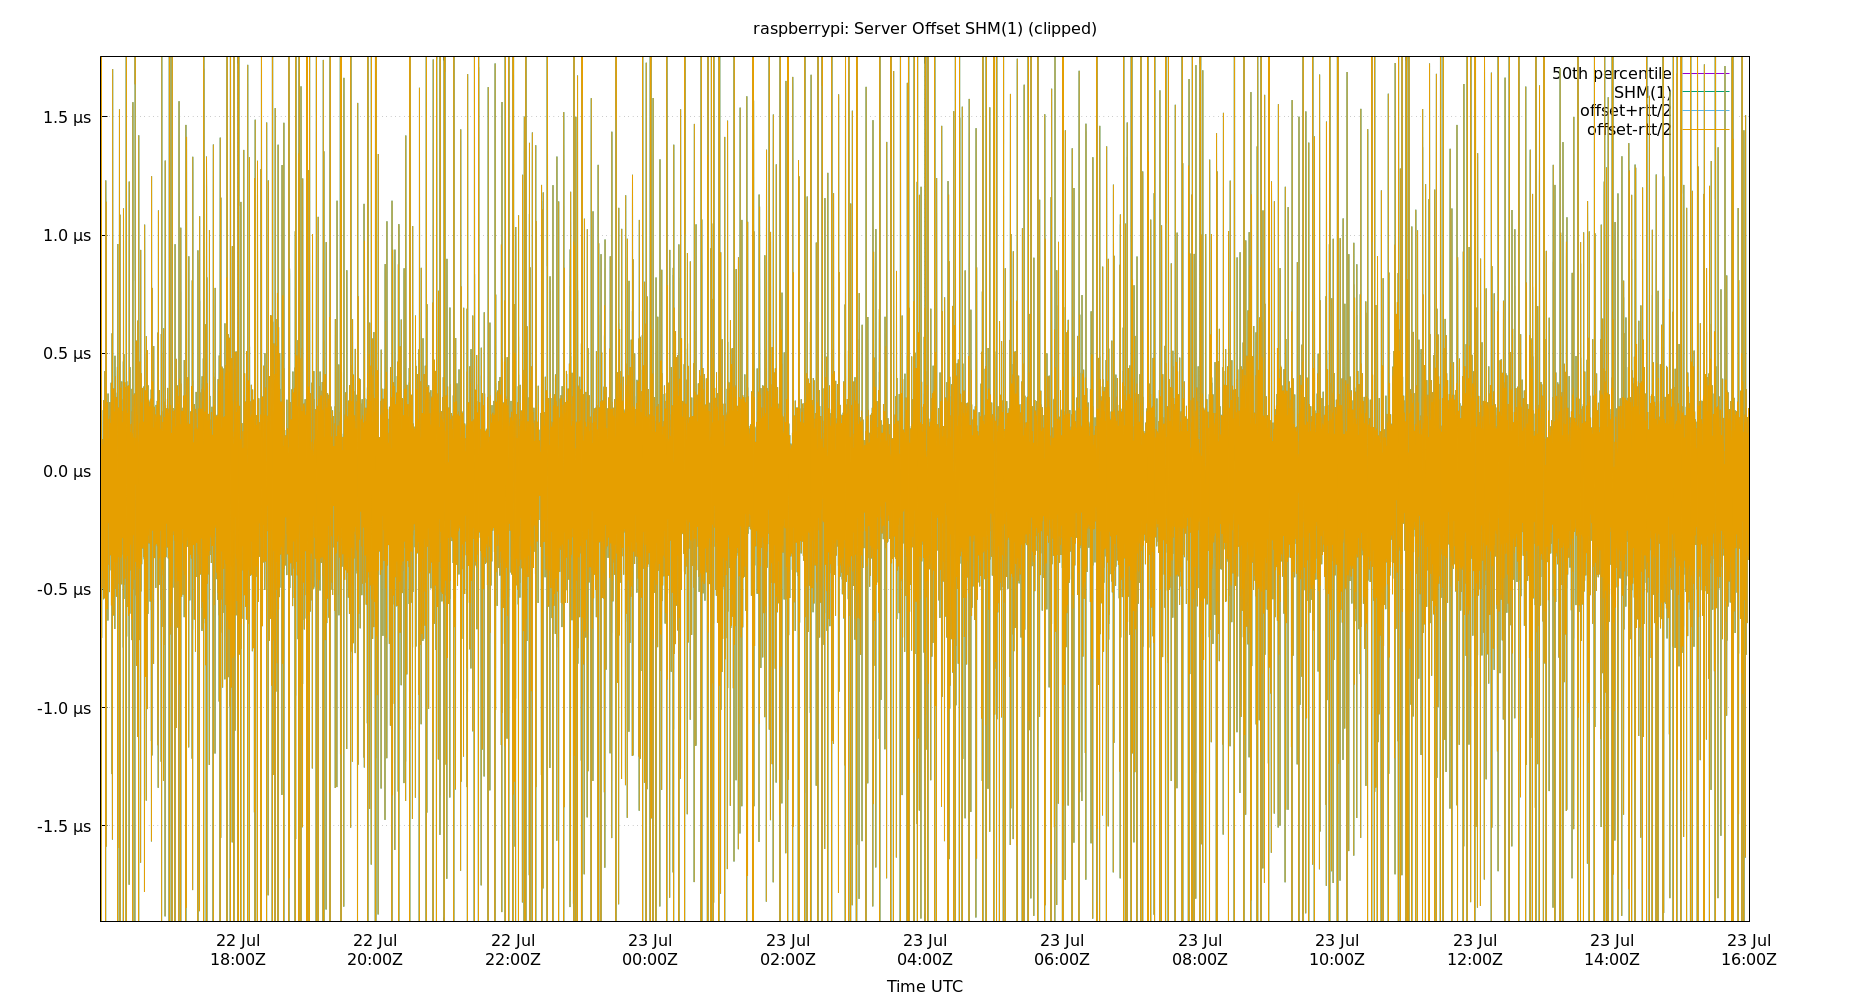 raspberrypi: Server Offset SHM(1) (clipped)
50th percentile
SHM(1)
offset+rtt/2
offset-rtt/2
1.5 µs
1.0 µs
0.5 µs
0.0 µs
-0.5 µs
-1.0 µs
-1.5 µs
22 Jul 22 Jul 22 Jul 23 Jul 23 Jul 23 Jul 23 Jul 23 Jul 23 Jul 23 Jul 23 Jul 23 Jul
18:00Z 20:00Z 22:00Z 00:00Z 02:00Z 04:00Z 06:00Z 08:00Z 10:00Z 12:00Z 14:00Z 16:00Z
Time UTC